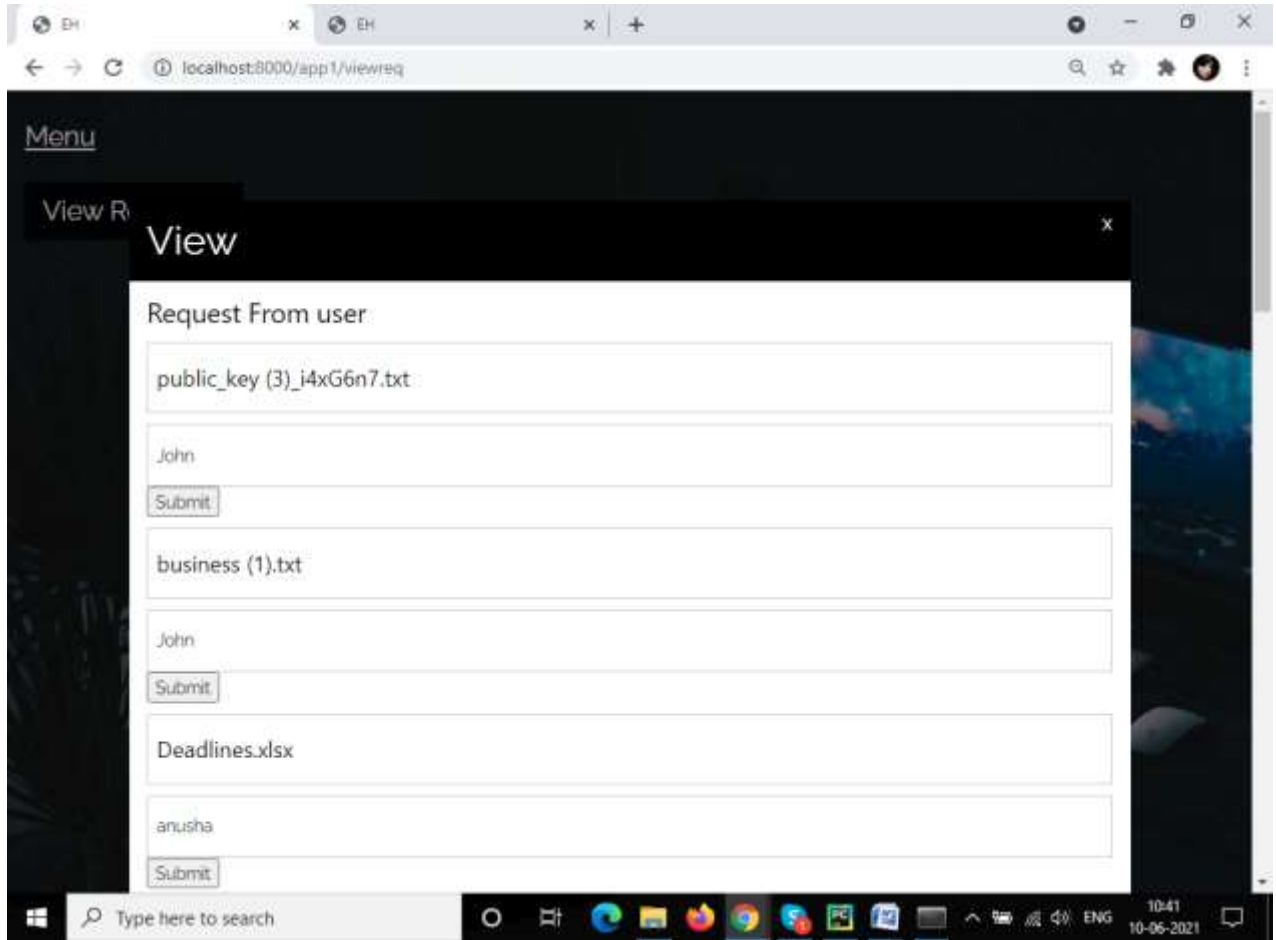 EH
EH
localhost:8000/app1/viewreq
Menu
View
x
Request From user
public_key (3)_i4xG6n7.txt
John
Submit
business (1).txt
John
Submit
Deadlines.xlsx
anusha
Submit
Type here to search
ENG
10:41
10-06-2021